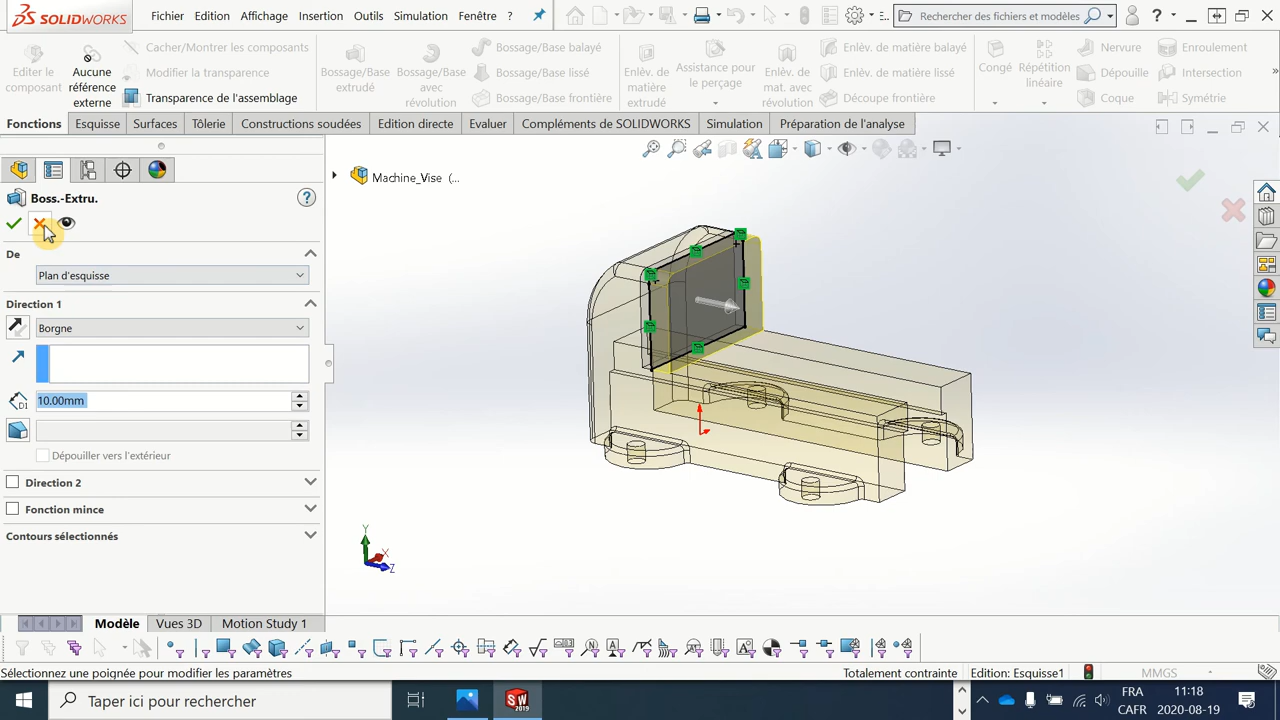 SOLIDWORKS
Fichier Edition Affichage Insertion Outils Simulation Fenêtre ?
Rechercher des fichiers et modèles
?
Editer le composant
Aucune référence externe
Cacher/Montrer les composants
Modifier la transparence
Transparence de l'assemblage
Bossage/Base extrudé
Bossage/Base avec révolution
Bossage/Base balayé
Bossage/Base lissé
Bossage/Base frontière
Enlèv. de matière extrudé
Assistance pour le perçage
Enlèv. de mat. avec révolution
Enlèv. de matière balayé
Enlèv. de matière lissé
Découpe frontière
Congé
Répétition linéaire
Nervure
Dépouille
Coque
Enroulement
Intersection
Symétrie
Fonctions Esquisse Surfaces Tôlerie Constructions soudées Edition directe Evaluer Compléments de SOLIDWORKS Simulation Préparation de l'analyse
Machine_Vise (...
Boss.-Extru.
?
De
Plan d'esquisse
Direction 1
Borgne
D1
10.00mm
Dépouiller vers l'extérieur
Direction 2
Fonction mince
Contours sélectionnés
Y
X
Z
Modèle Vues 3D Motion Study 1
Sélectionnez une poignée pour modifier les paramètres
Totalement contrainte
Edition: Esquisse1
MMGS
Taper ici pour rechercher
SW
2019
FRA
CAFR
11:18
2020-08-19